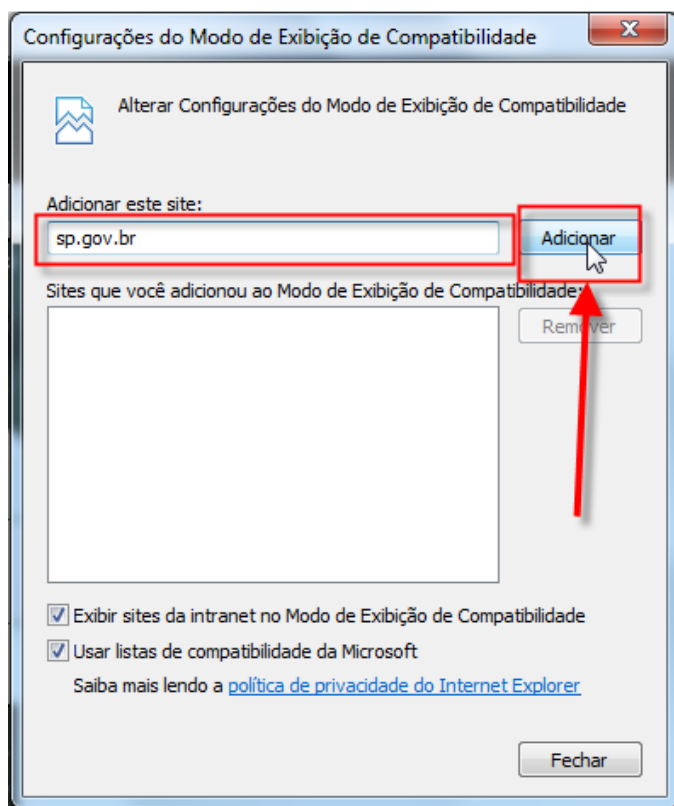 Configurações do Modo de Exibição de Compatibilidade
Alterar Configurações do Modo de Exibição de Compatibilidade
Adicionar este site:
sp.gov.br
Adicionar
Sites que você adicionou ao Modo de Exibição de Compatibilidade:
Remover
Exibir sites da intranet no Modo de Exibição de Compatibilidade
Usar listas de compatibilidade da Microsoft
Saiba mais lendo a política de privacidade do Internet Explorer
Fechar